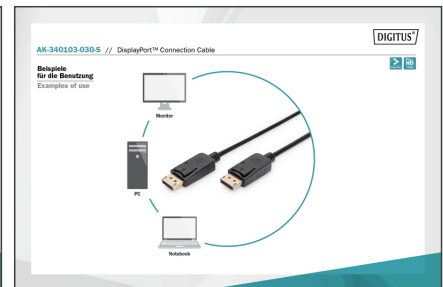 DIGITUS®
AK-340103-030-S // DisplayPort™ Connection Cable
Beispiele
für die Benutzung
Examples of use
Monitor
PC
Notebook